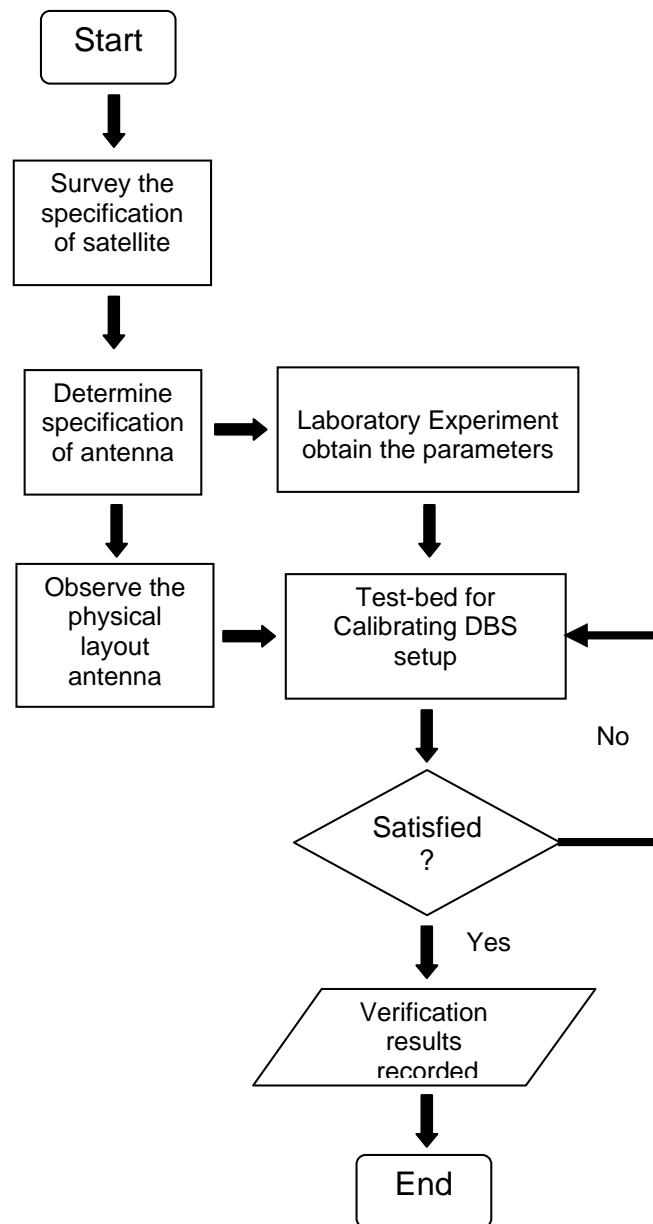 Start
Survey the
specification
of satellite
Determine
specification
of antenna
Laboratory Experiment
obtain the parameters
Observe the
physical
layout
antenna
Test-bed for
Calibrating DBS
setup
No
Satisfied
?
Yes
Verification
results
recorded
End